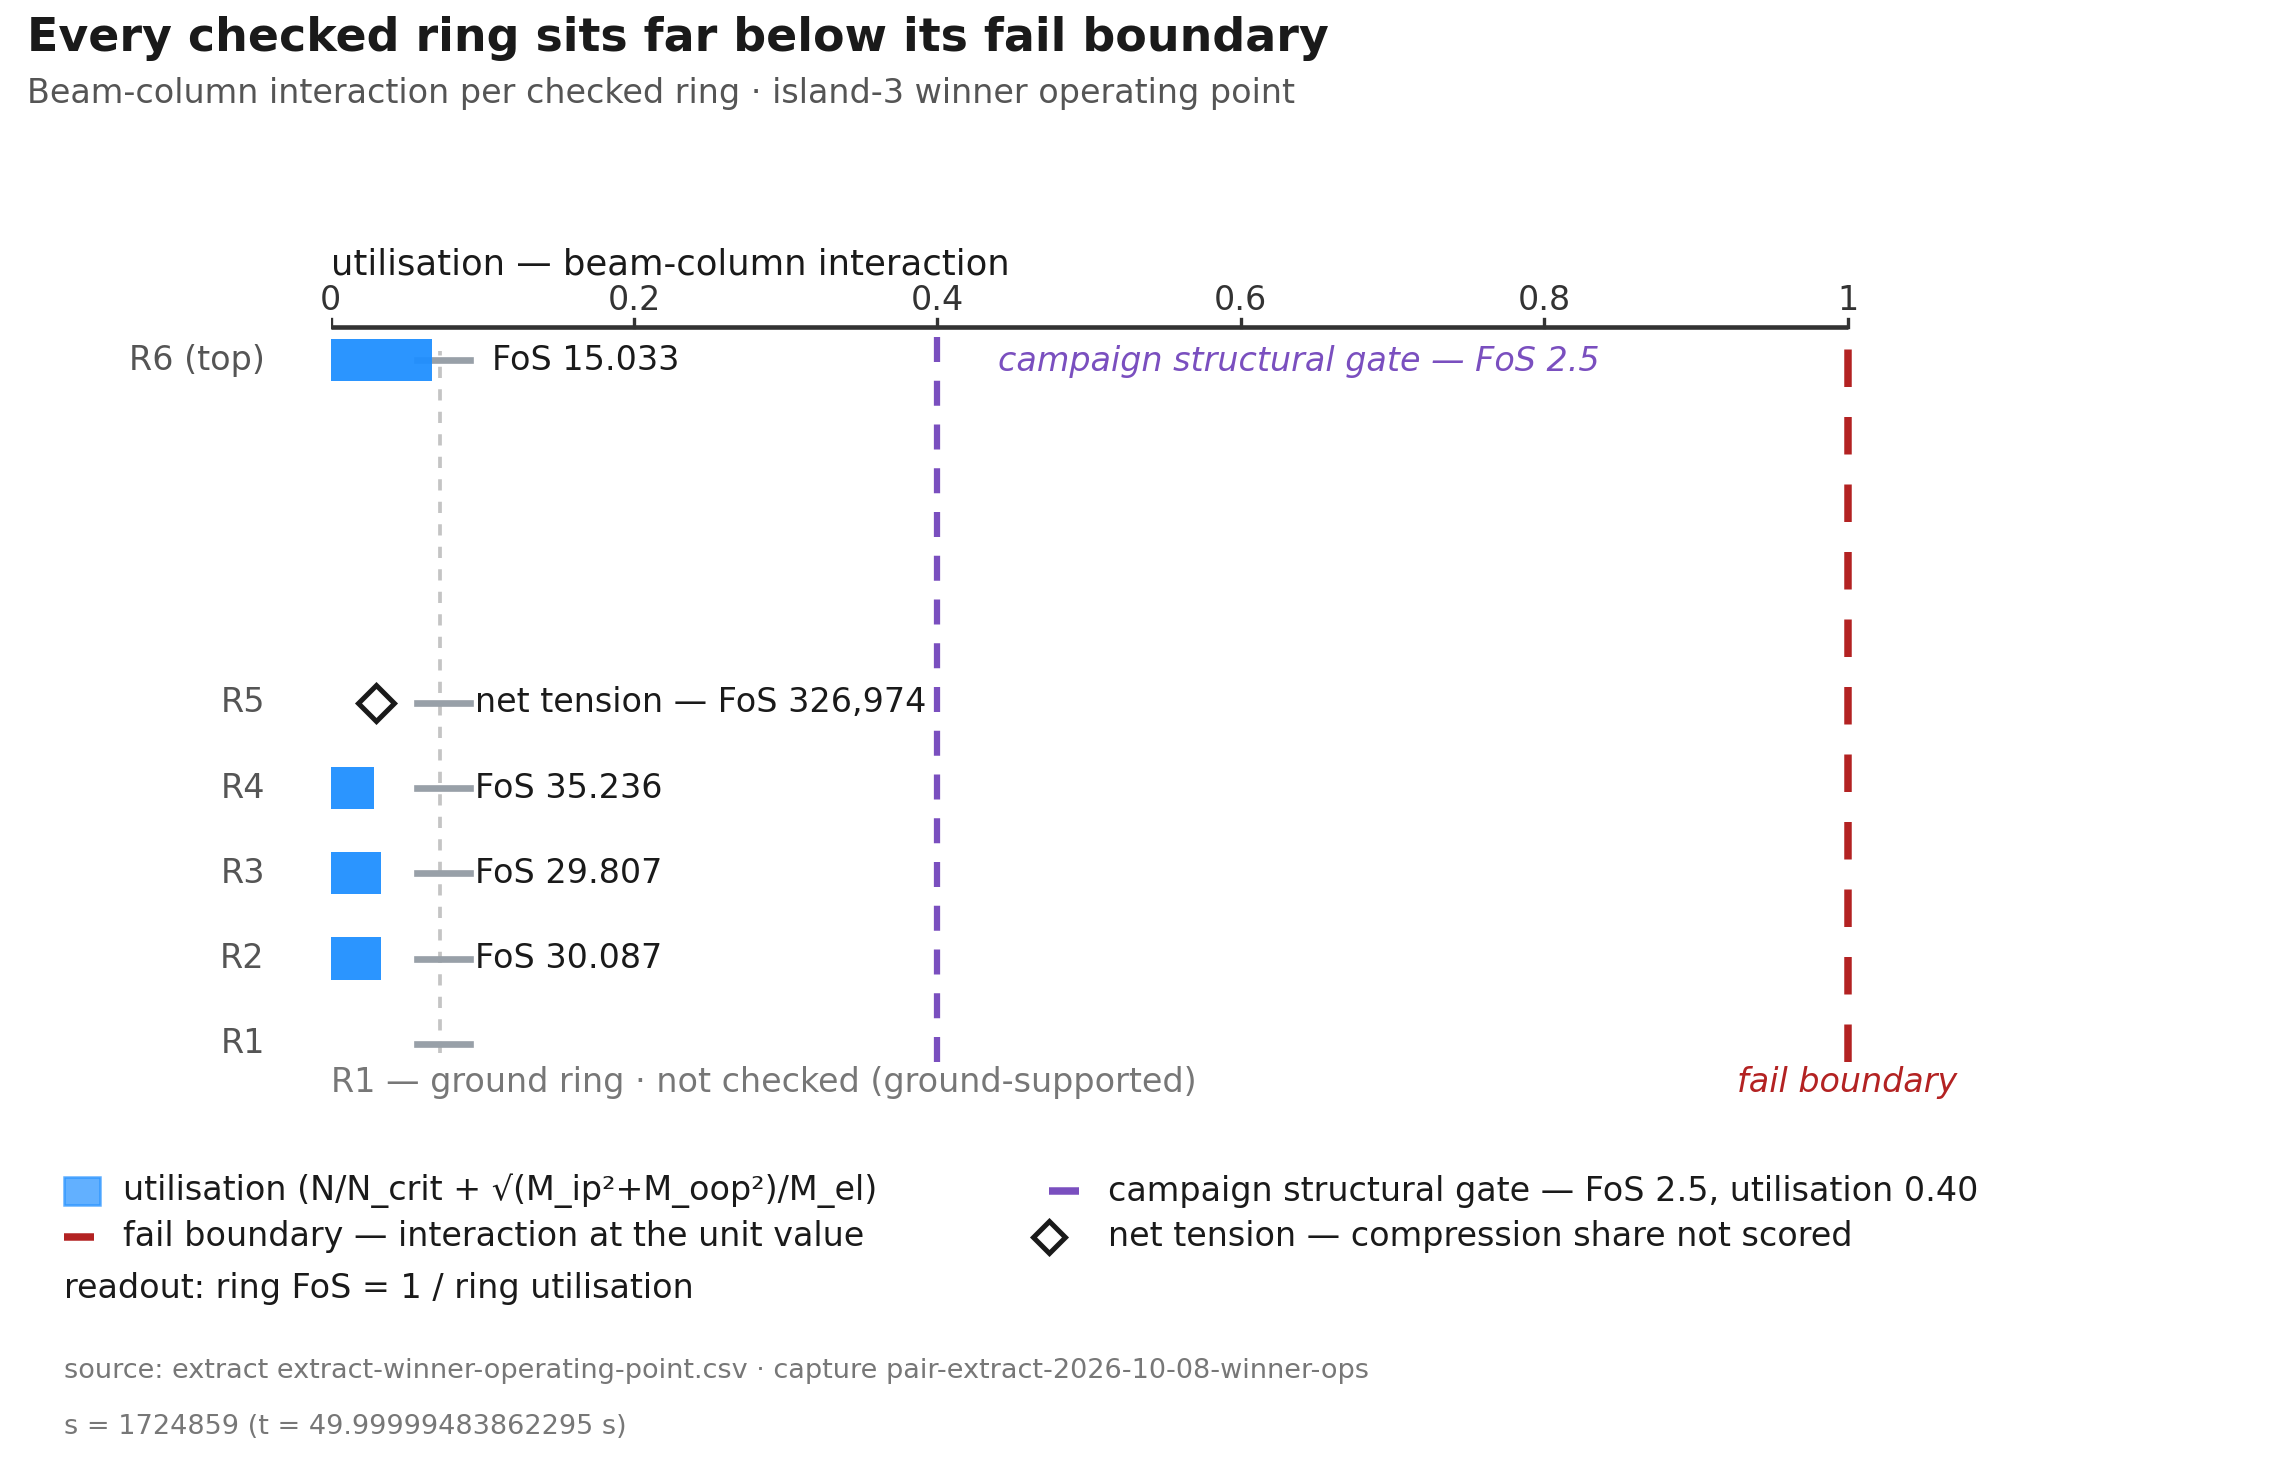 Every checked ring sits far below its fail boundary
Beam-column interaction per checked ring · island-3 winner operating point
utilisation — beam-column interaction
0 0.2 0.4 0.6 0.8 1
R6 (top) FoS 15.033 campaign structural gate — FoS 2.5
R5 net tension — FoS 326,974
R4 FoS 35.236
R3 FoS 29.807
R2 FoS 30.087
R1
R1 — ground ring · not checked (ground-supported) fail boundary
utilisation (N/N_crit + √(M_ip²+M_oop²)/M_el) campaign structural gate — FoS 2.5, utilisation 0.40
fail boundary — interaction at the unit value net tension — compression share not scored
readout: ring FoS = 1 / ring utilisation
source: extract extract-winner-operating-point.csv · capture pair-extract-2026-10-08-winner-ops
s = 1724859 (t = 49.99999483862295 s)